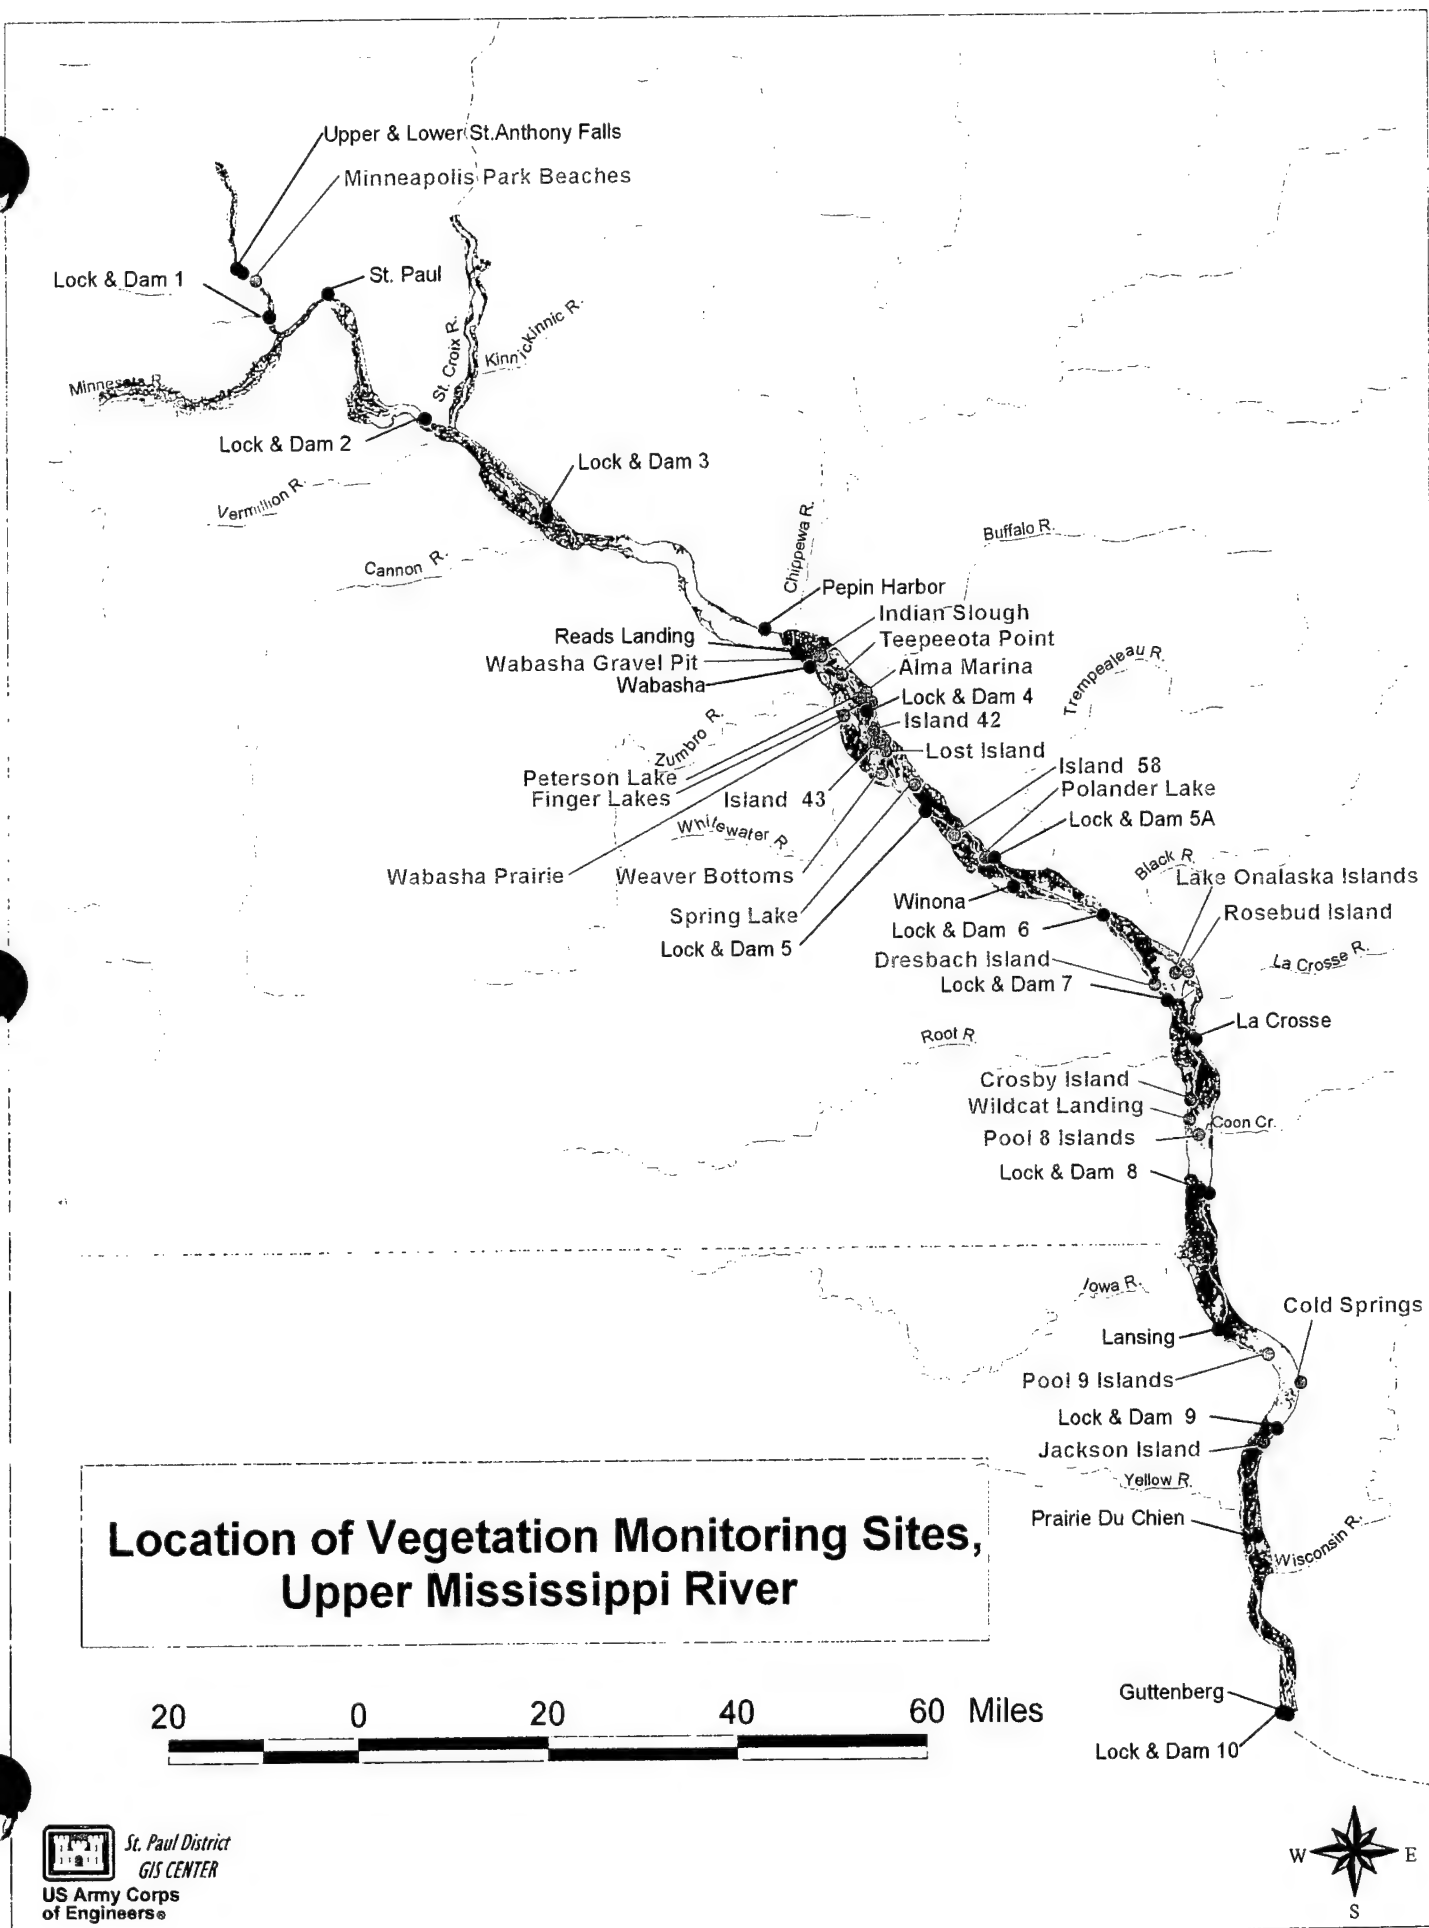 Upper & Lower St.Anthony Falls
Minneapolis Park Beaches
Lock & Dam 1
St. Paul
St. Croix R.
Kinnickinnic R.
Minnesota R.
Lock & Dam 2
Lock & Dam 3
Vermillion R.
Chippewa R.
Buffalo R.
Cannon R.
Pepin Harbor
Indian Slough
Reads Landing
Teepeeota Point
Wabasha Gravel Pit
Alma Marina
Wabasha
Trempealeau R.
Lock & Dam 4
Island 42
Zumbro R.
Lost Island
Island 58
Peterson Lake
Polander Lake
Finger Lakes
Island 43
Lock & Dam 5A
Whitewater R.
Black R.
Wabasha Prairie
Weaver Bottoms
Lake Onalaska Islands
Winona
Spring Lake
Rosebud Island
Lock & Dam 6
Lock & Dam 5
Dresbach Island
La Crosse R.
Lock & Dam 7
La Crosse
Root R.
Crosby Island
Wildcat Landing
Coon Cr.
Pool 8 Islands
Lock & Dam 8
Iowa R.
Cold Springs
Lansing
Pool 9 Islands
Lock & Dam 9
Jackson Island
Yellow R.
Prairie Du Chien
Wisconsin R.
Location of Vegetation Monitoring Sites,
Upper Mississippi River
Guttenberg
Lock & Dam 10
20 0 20 40 60 Miles
St. Paul District
GIS CENTER
US Army Corps
of Engineers®
W E
S